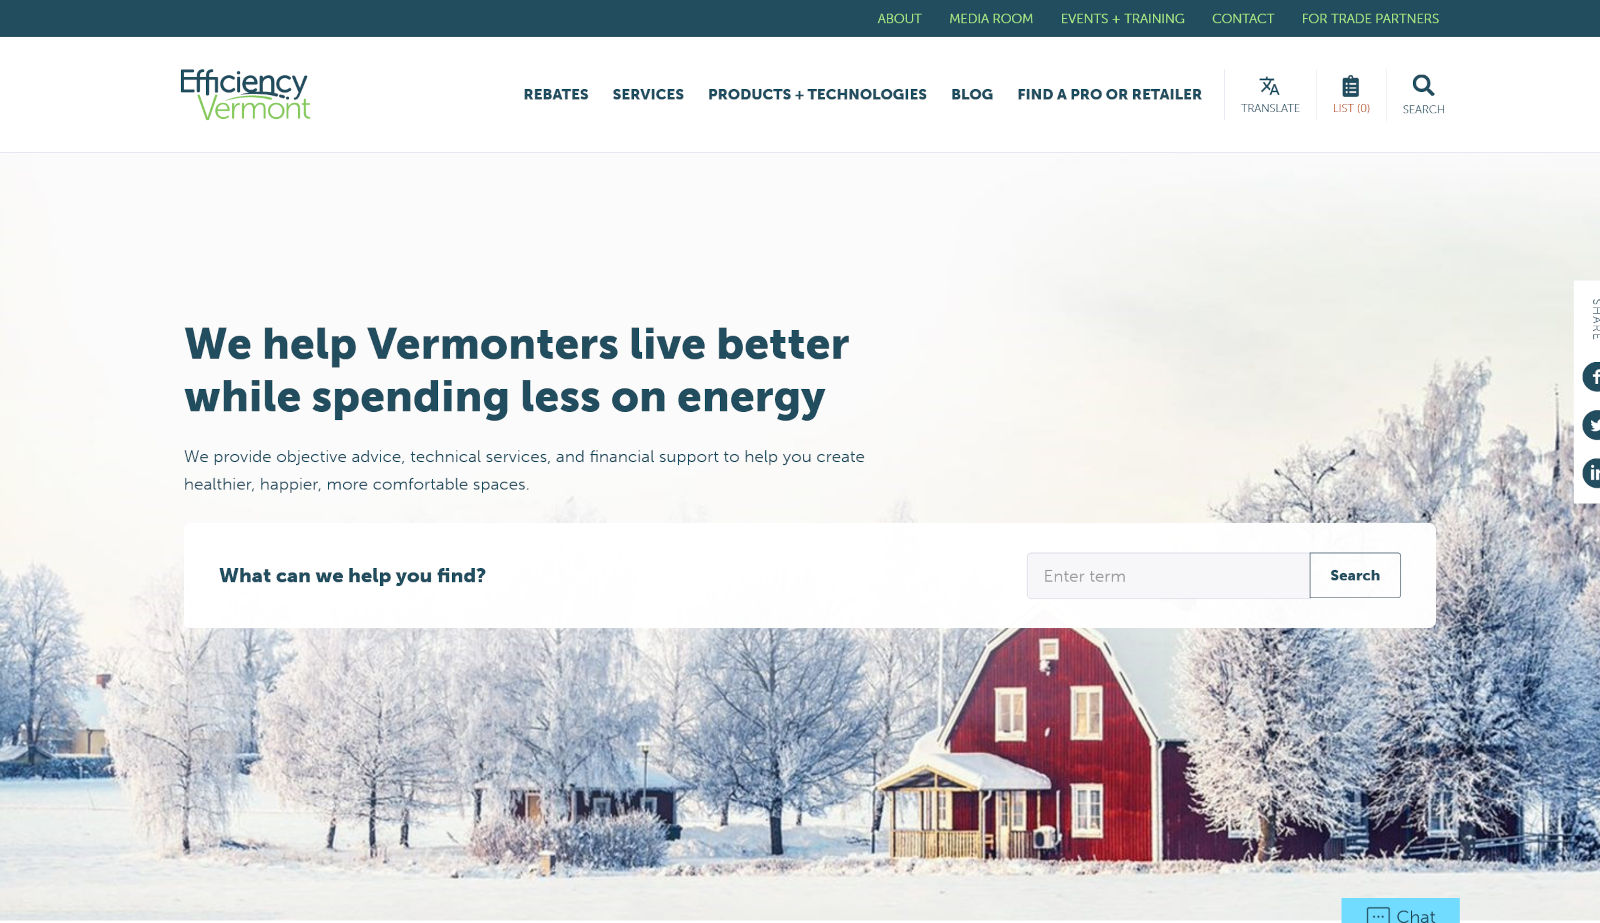 ABOUT MEDIA ROOM EVENTS + TRAINING CONTACT FOR TRADE PARTNERS
Efficiency
Vermont
REBATES SERVICES PRODUCTS + TECHNOLOGIES BLOG FIND A PRO OR RETAILER
TRANSLATE LIST (0) SEARCH
SHARE
We help Vermonters live better
while spending less on energy
We provide objective advice, technical services, and financial support to help you create
healthier, happier, more comfortable spaces.
What can we help you find? Enter term Search
Chat